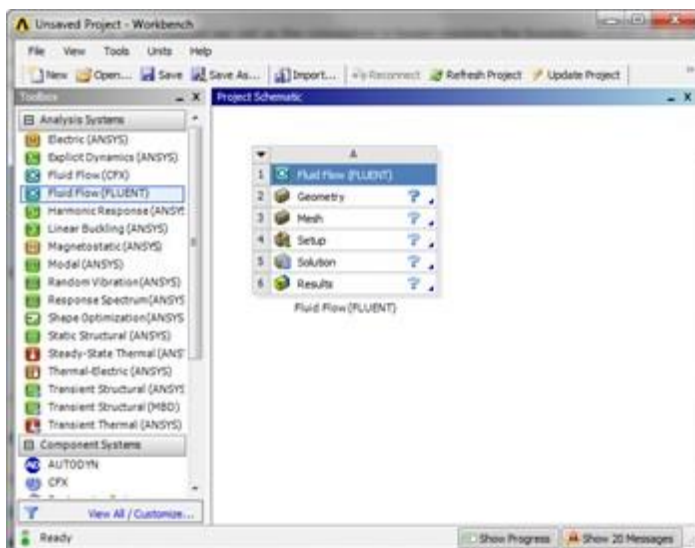 Unsaved Project - Workbench
File View Tools Units Help
New Open... Save Save As... Import... Reconnect Refresh Project Update Project
Toolbox
Project Schematic
Analysis Systems
Electric (ANSYS)
Explicit Dynamics (ANSYS)
Fluid Flow (CFX)
Fluid Flow (FLUENT)
Harmonic Response (ANSYS
Linear Buckling (ANSYS)
Magnetostatic (ANSYS)
Modal (ANSYS)
Random Vibration (ANSYS)
Response Spectrum (ANSYS
Shape Optimization (ANSYS
Static Structural (ANSYS)
Steady-State Thermal (ANS
Thermal-Electric (ANSYS)
Transient Structural (ANSYS
Transient Structural (MBD)
Transient Thermal (ANSYS)
Component Systems
AUTODYN
CFX
View All / Customize...
A
1 Fluid Flow (FLUENT)
2 Geometry ?
3 Mesh ?
4 Setup ?
5 Solution ?
6 Results ?
Fluid Flow (FLUENT)
Ready
Show Progress
Show 20 Messages